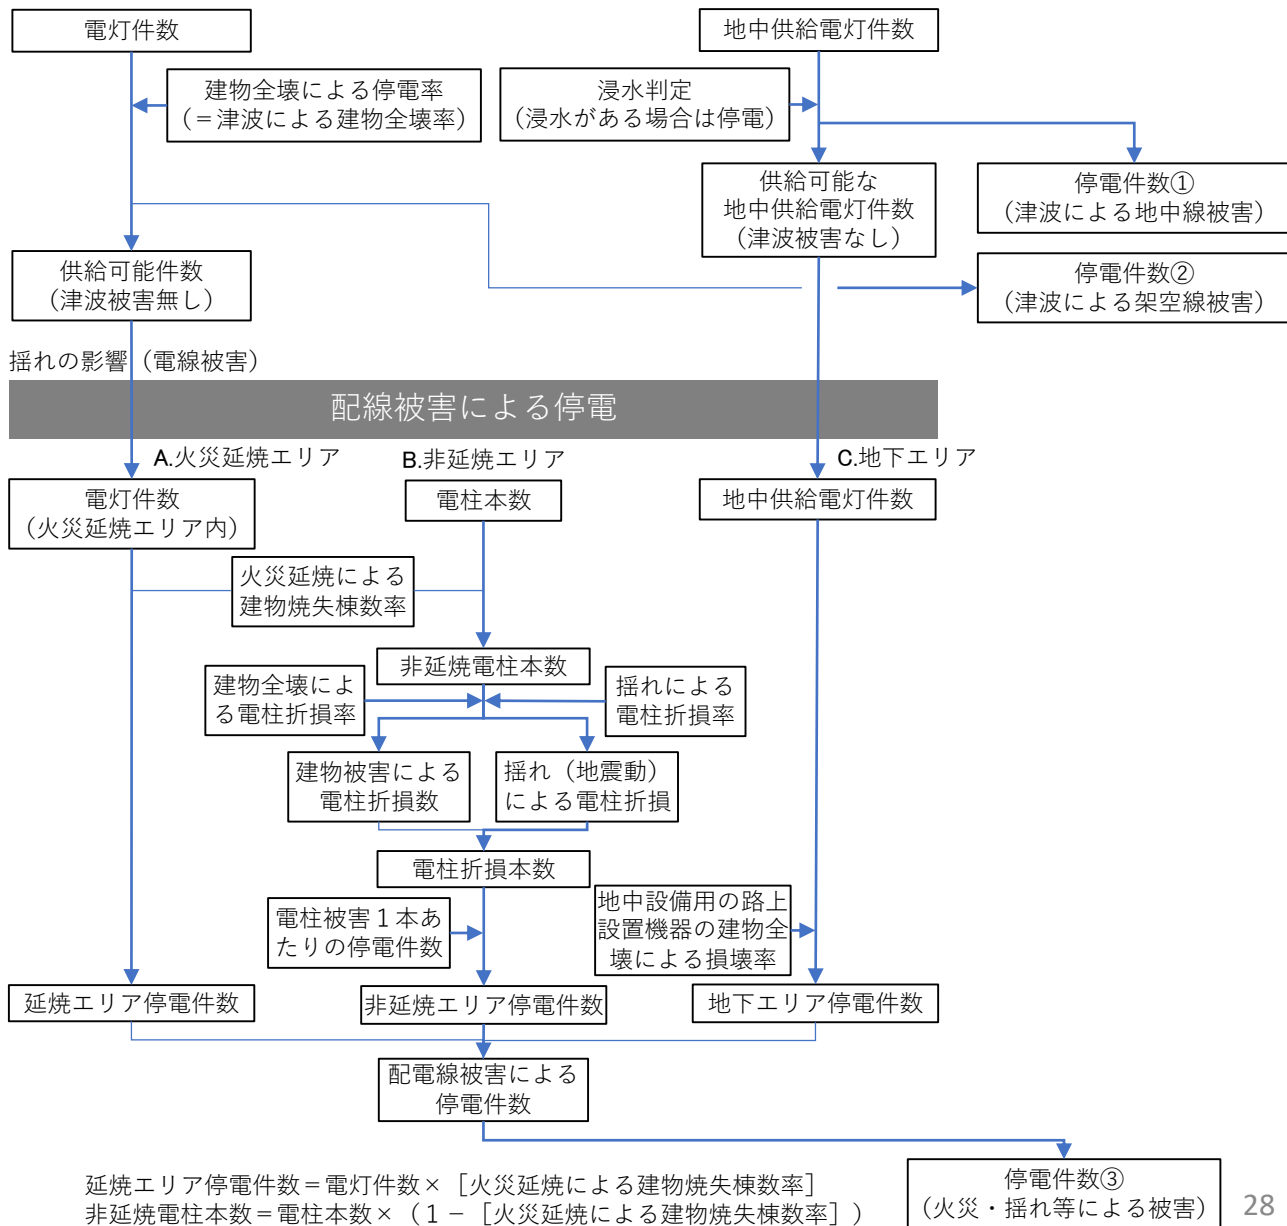 電灯件数
地中供給電灯件数
建物全壊による停電率
（＝津波による建物全壊率）
浸水判定
（浸水がある場合は停電）
供給可能な
地中供給電灯件数
（津波被害なし）
停電件数①
（津波による地中線被害）
供給可能件数
（津波被害無し）
停電件数②
（津波による架空線被害）
揺れの影響（電線被害）
配線被害による停電
A.火災延焼エリア
B.非延焼エリア
C.地下エリア
電灯件数
（火災延焼エリア内）
電柱本数
地中供給電灯件数
火災延焼による
建物焼失棟数率
非延焼電柱本数
建物全壊によ
る電柱折損率
揺れによる
電柱折損率
建物被害による
電柱折損数
揺れ（地震動）
による電柱折損
電柱折損本数
電柱被害１本あ
たりの停電件数
地中設備用の路上
設置機器の建物全
壊による損壊率
延焼エリア停電件数
非延焼エリア停電件数
地下エリア停電件数
配電線被害による
停電件数
停電件数③
（火災・揺れ等による被害）
延焼エリア停電件数＝電灯件数×［火災延焼による建物焼失棟数率］
非延焼電柱本数＝電柱本数×（１－［火災延焼による建物焼失棟数率］）
28